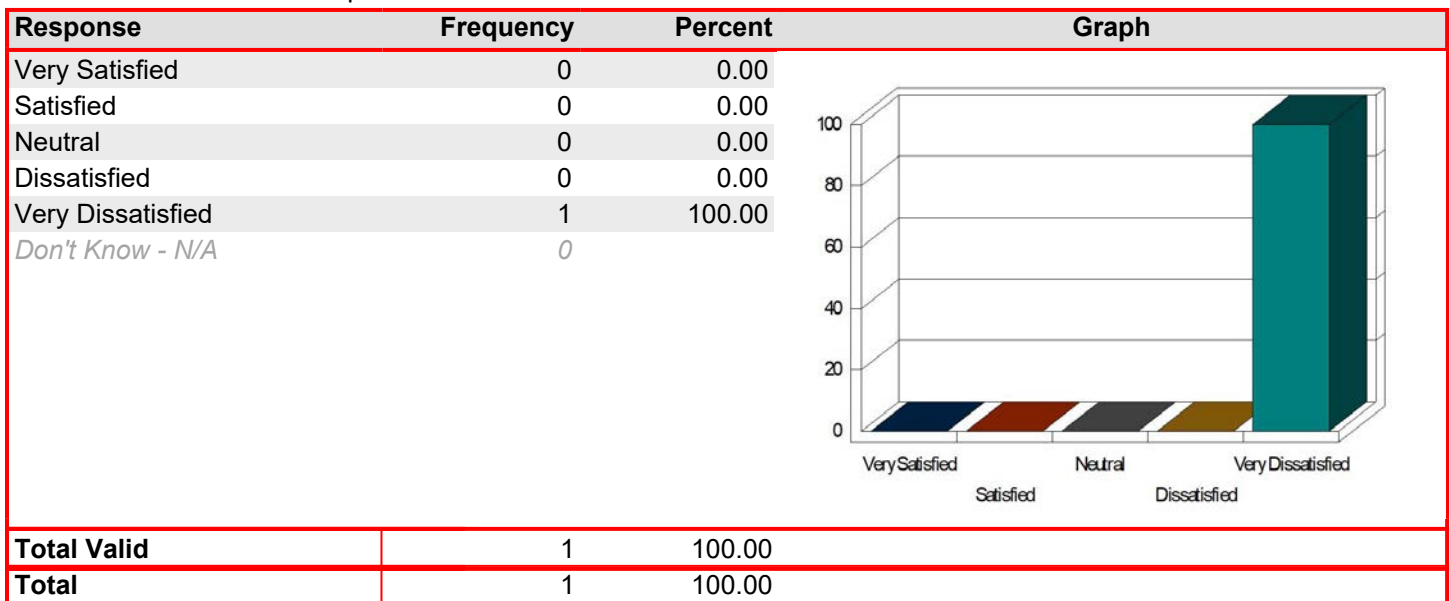 Response Frequency Percent Graph
Very Satisfied 0 0.00
Satisfied 0 0.00
Neutral 0 0.00
Dissatisfied 0 0.00
Very Dissatisfied 1 100.00
Don't Know - N/A 0
100
80
60
40
20
0
Very Satisfied Neutral Very Dissatisfied
Satisfied Dissatisfied
Total Valid 1 100.00
Total 1 100.00